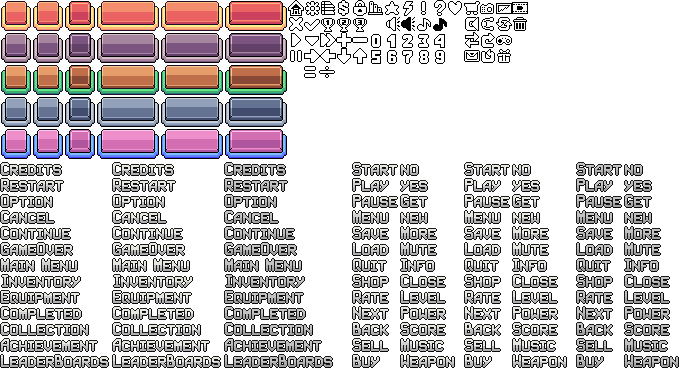 $ ! ?
1 2 3
0 1 2 3 4
5 6 7 8 9
= ÷
CREDITS CREDITS CREDITS START NO START NO START NO
RESTART RESTART RESTART PLAY YES PLAY YES PLAY YES
OPTION OPTION OPTION PAUSE GET PAUSE GET PAUSE GET
CANCEL CANCEL CANCEL MENU NEW MENU NEW MENU NEW
CONTINUE CONTINUE CONTINUE SAVE MORE SAVE MORE SAVE MORE
GAMEOVER GAMEOVER GAMEOVER LOAD MUTE LOAD MUTE LOAD MUTE
MAIN MENU MAIN MENU MAIN MENU QUIT INFO QUIT INFO QUIT INFO
INVENTORY INVENTORY INVENTORY SHOP CLOSE SHOP CLOSE SHOP CLOSE
EQUIPMENT EQUIPMENT EQUIPMENT RATE LEVEL RATE LEVEL RATE LEVEL
COMPLETED COMPLETED COMPLETED NEXT POWER NEXT POWER NEXT POWER
COLLECTION COLLECTION COLLECTION BACK SCORE BACK SCORE BACK SCORE
ACHIEVEMENT ACHIEVEMENT ACHIEVEMENT SELL MUSIC SELL MUSIC SELL MUSIC
LEADERBOARDS LEADERBOARDS LEADERBOARDS BUY WEAPON BUY WEAPON BUY WEAPON